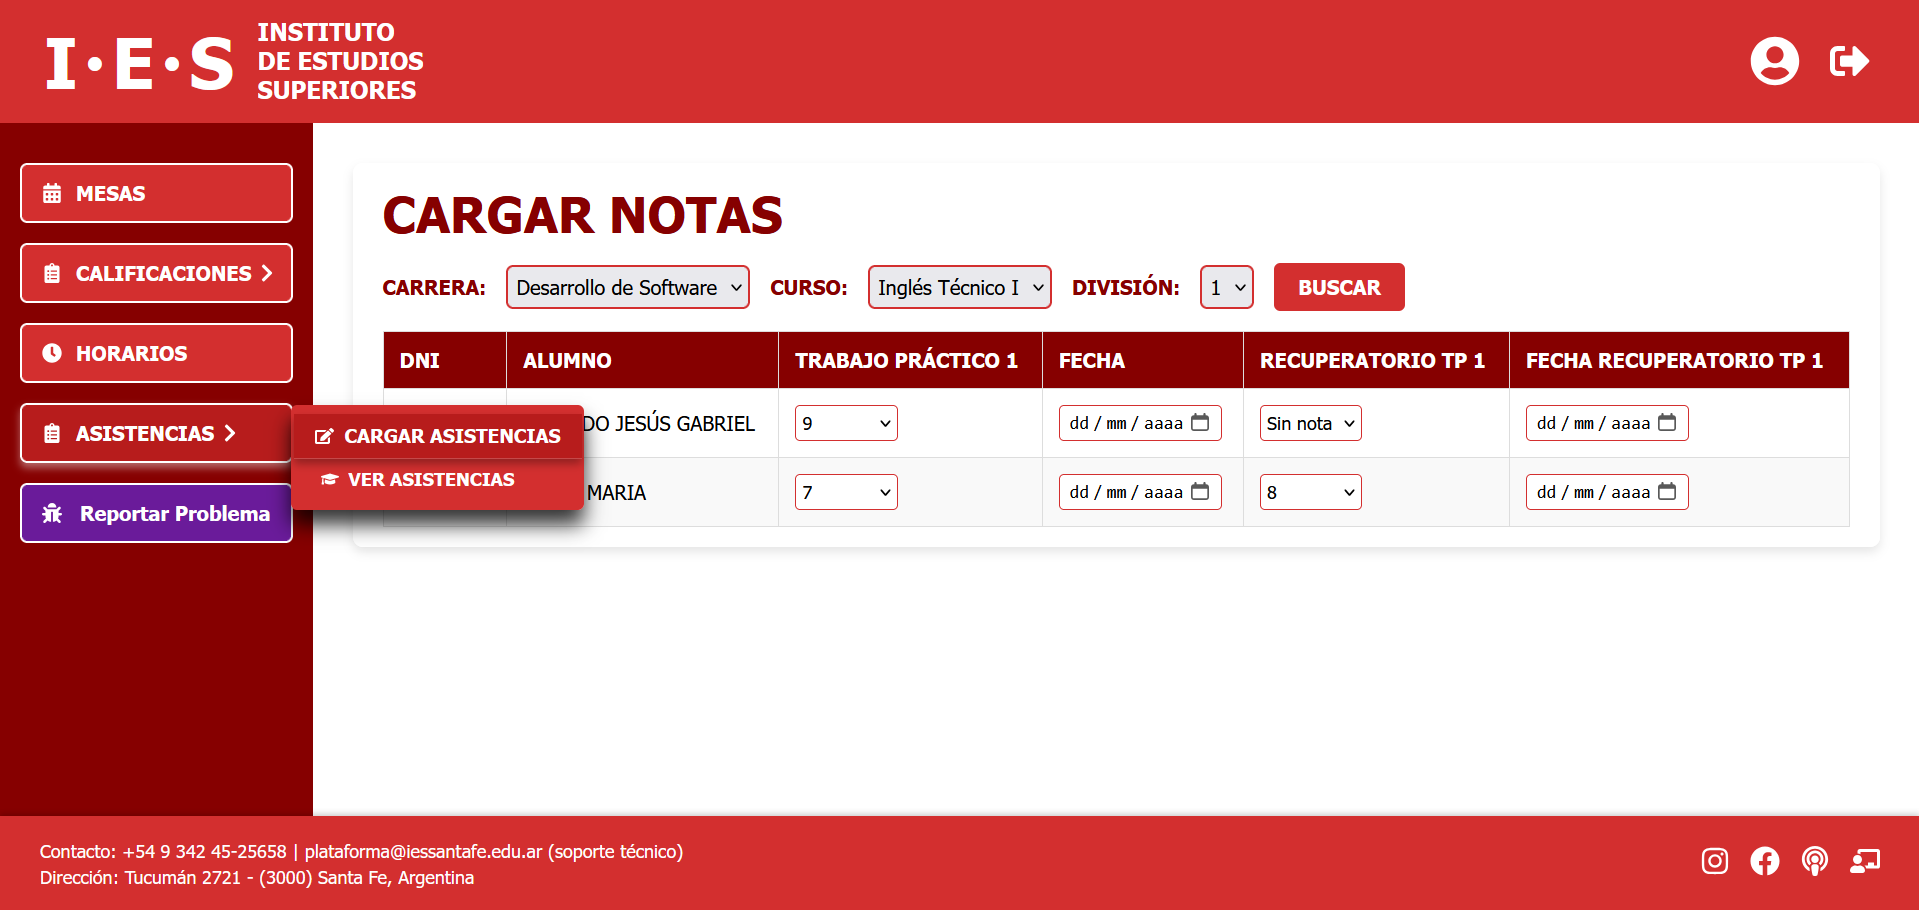 I·E·S
INSTITUTO
DE ESTUDIOS
SUPERIORES
MESAS
CALIFICACIONES
HORARIOS
ASISTENCIAS
Reportar Problema
CARGAR ASISTENCIAS
VER ASISTENCIAS
CARGAR NOTAS
CARRERA: Desarrollo de Software CURSO: Inglés Técnico I DIVISIÓN: 1 BUSCAR
DNI ALUMNO TRABAJO PRÁCTICO 1 FECHA RECUPERATORIO TP 1 FECHA RECUPERATORIO TP 1
DO JESÚS GABRIEL 9 dd/mm/aaaa Sin nota dd/mm/aaaa
MARIA 7 dd/mm/aaaa 8 dd/mm/aaaa
Contacto: +54 9 342 45-25658 | plataforma@iessantafe.edu.ar (soporte técnico)
Dirección: Tucumán 2721 - (3000) Santa Fe, Argentina